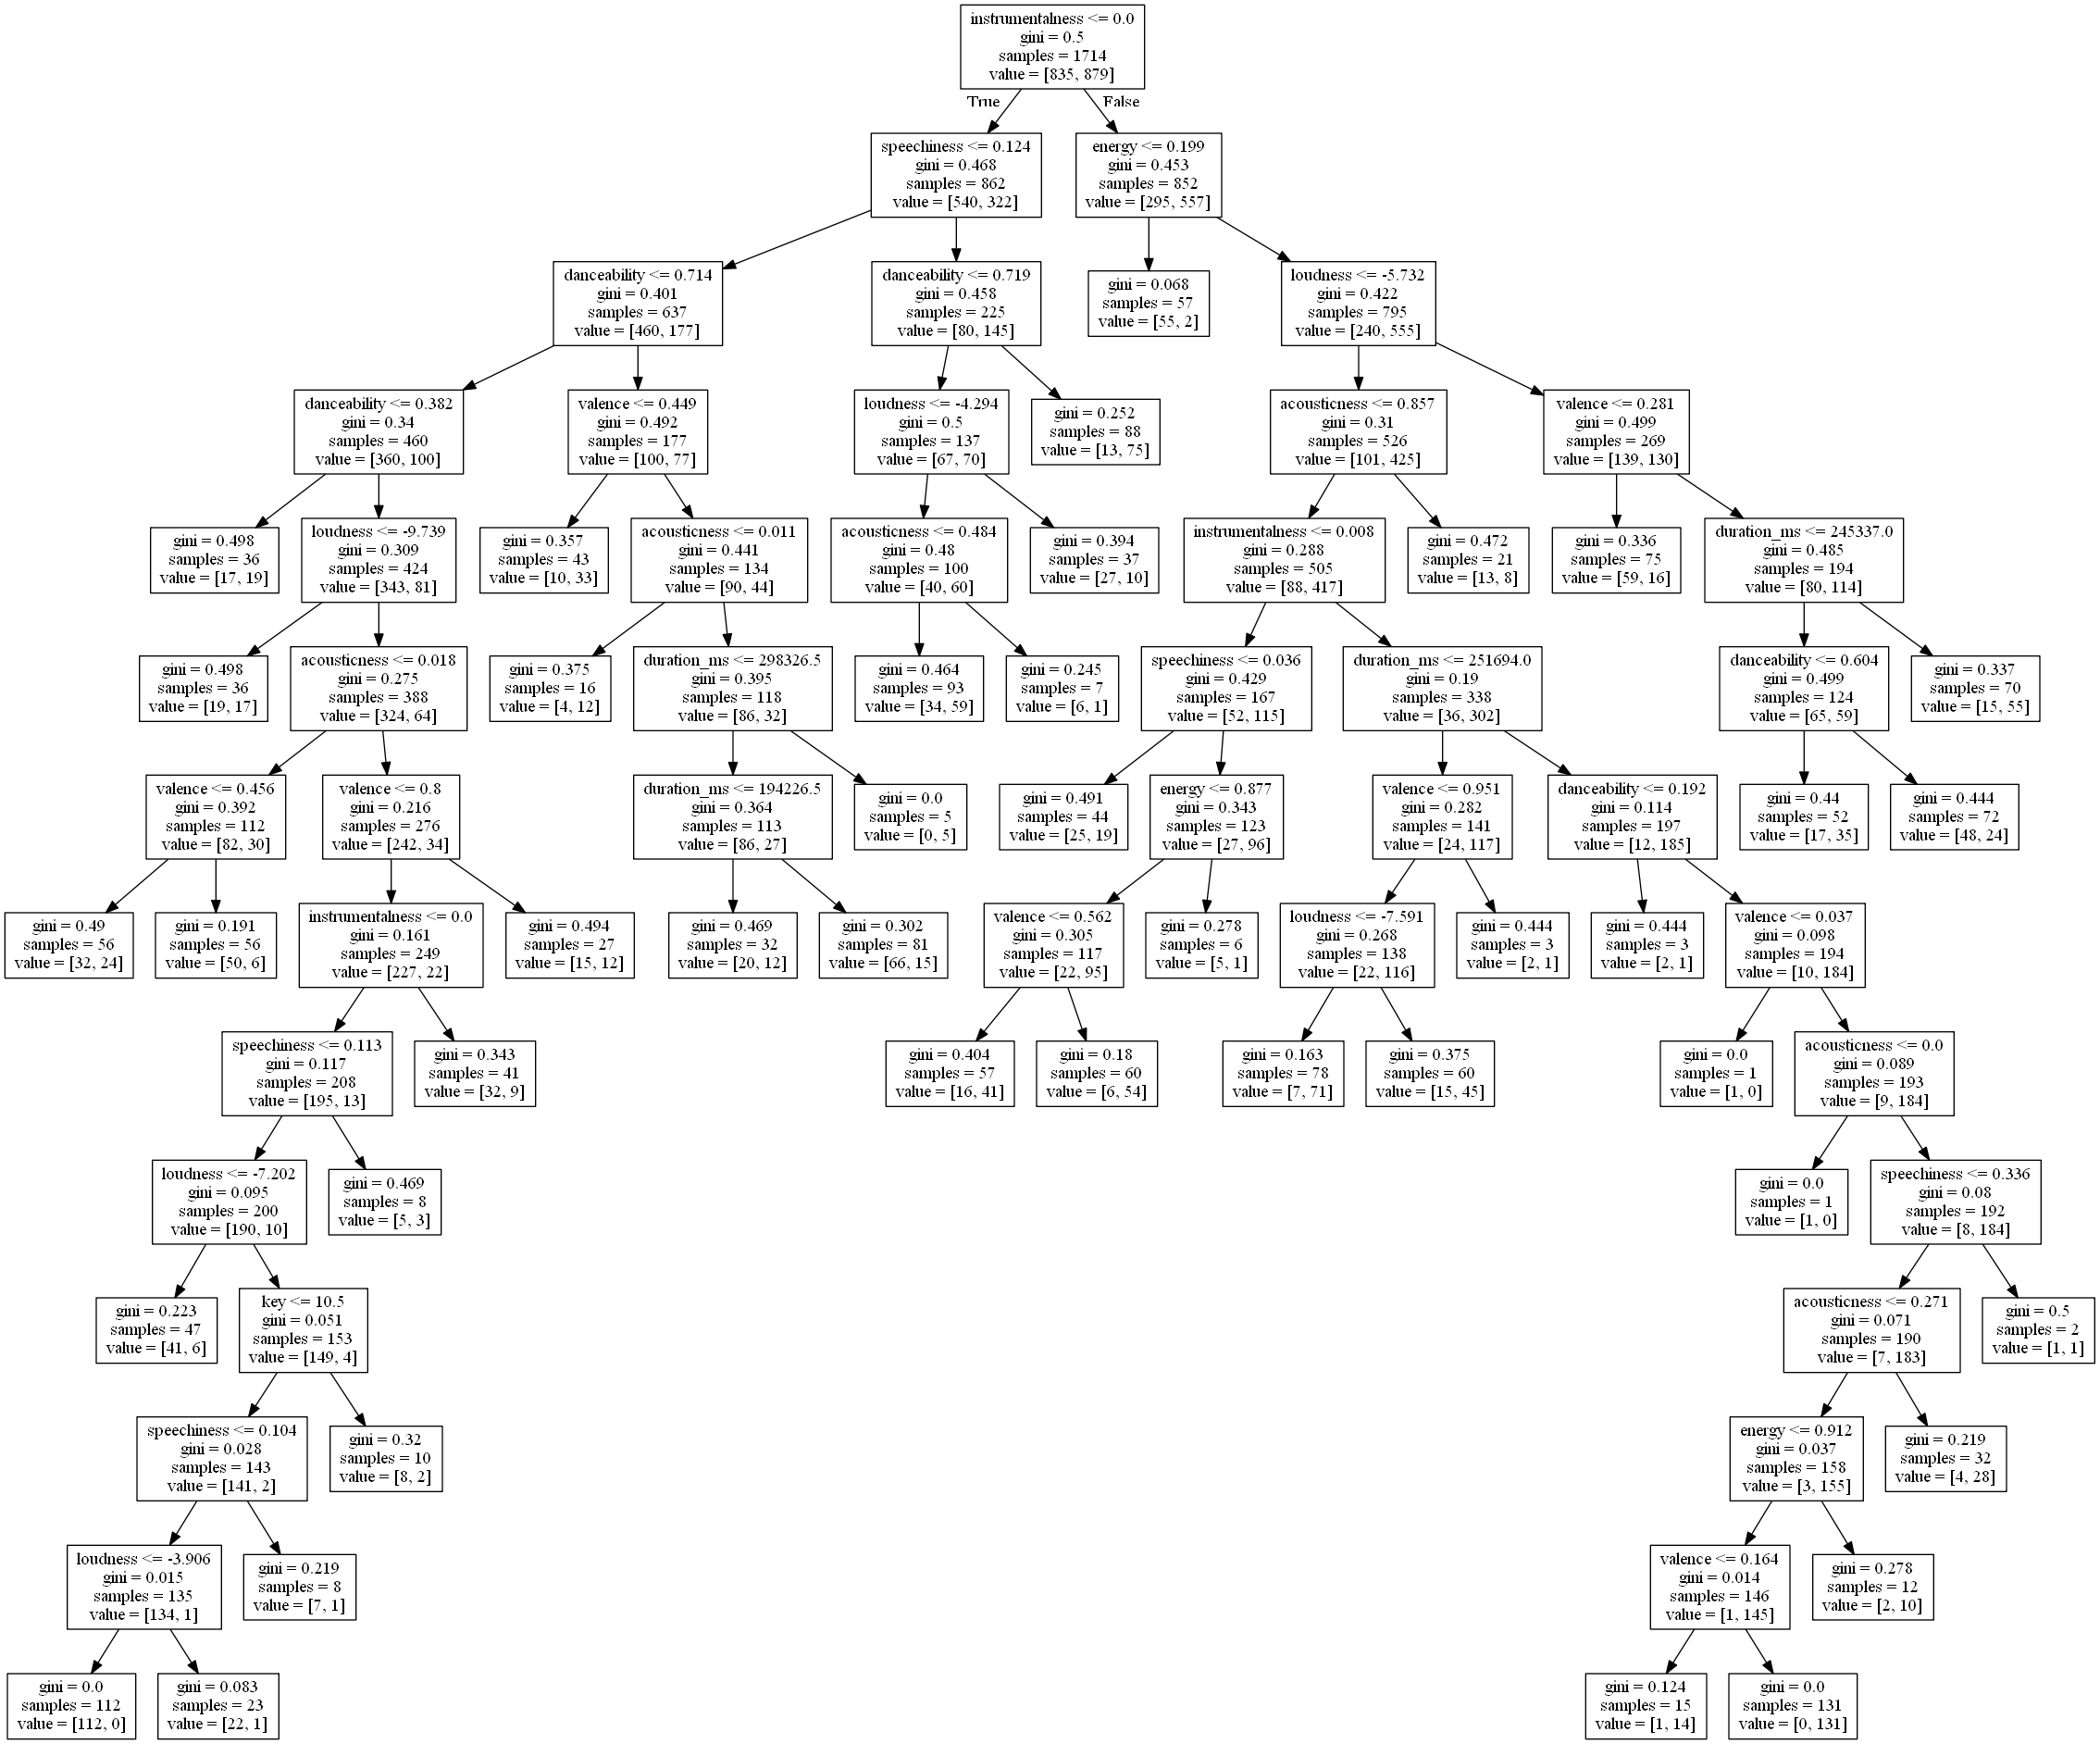 instrumentalness <= 0.0
gini = 0.5
samples = 1714
value = [835, 879]
True
False
speechiness <= 0.124
gini = 0.468
samples = 862
value = [540, 322]
energy <= 0.199
gini = 0.453
samples = 852
value = [295, 557]
danceability <= 0.714
gini = 0.401
samples = 637
value = [460, 177]
danceability <= 0.719
gini = 0.458
samples = 225
value = [80, 145]
gini = 0.068
samples = 57
value = [55, 2]
loudness <= -5.732
gini = 0.422
samples = 795
value = [240, 555]
danceability <= 0.382
gini = 0.34
samples = 460
value = [360, 100]
valence <= 0.449
gini = 0.492
samples = 177
value = [100, 77]
loudness <= -4.294
gini = 0.5
samples = 137
value = [67, 70]
gini = 0.252
samples = 88
value = [13, 75]
acousticness <= 0.857
gini = 0.31
samples = 526
value = [101, 425]
valence <= 0.281
gini = 0.499
samples = 269
value = [139, 130]
gini = 0.498
samples = 36
value = [17, 19]
loudness <= -9.739
gini = 0.309
samples = 424
value = [343, 81]
gini = 0.357
samples = 43
value = [10, 33]
acousticness <= 0.011
gini = 0.441
samples = 134
value = [90, 44]
acousticness <= 0.484
gini = 0.48
samples = 100
value = [40, 60]
gini = 0.394
samples = 37
value = [27, 10]
instrumentalness <= 0.008
gini = 0.288
samples = 505
value = [88, 417]
gini = 0.472
samples = 21
value = [13, 8]
gini = 0.336
samples = 75
value = [59, 16]
duration_ms <= 245337.0
gini = 0.485
samples = 194
value = [80, 114]
gini = 0.498
samples = 36
value = [19, 17]
acousticness <= 0.018
gini = 0.275
samples = 388
value = [324, 64]
gini = 0.375
samples = 16
value = [4, 12]
duration_ms <= 298326.5
gini = 0.395
samples = 118
value = [86, 32]
gini = 0.464
samples = 93
value = [34, 59]
gini = 0.245
samples = 7
value = [6, 1]
speechiness <= 0.036
gini = 0.429
samples = 167
value = [52, 115]
duration_ms <= 251694.0
gini = 0.19
samples = 338
value = [36, 302]
danceability <= 0.604
gini = 0.499
samples = 124
value = [65, 59]
gini = 0.337
samples = 70
value = [15, 55]
valence <= 0.456
gini = 0.392
samples = 112
value = [82, 30]
valence <= 0.8
gini = 0.216
samples = 276
value = [242, 34]
duration_ms <= 194226.5
gini = 0.364
samples = 113
value = [86, 27]
gini = 0.0
samples = 5
value = [0, 5]
gini = 0.491
samples = 44
value = [25, 19]
energy <= 0.877
gini = 0.343
samples = 123
value = [27, 96]
valence <= 0.951
gini = 0.282
samples = 141
value = [24, 117]
danceability <= 0.192
gini = 0.114
samples = 197
value = [12, 185]
gini = 0.44
samples = 52
value = [17, 35]
gini = 0.444
samples = 72
value = [48, 24]
gini = 0.49
samples = 56
value = [32, 24]
gini = 0.191
samples = 56
value = [50, 6]
instrumentalness <= 0.0
gini = 0.161
samples = 249
value = [227, 22]
gini = 0.494
samples = 27
value = [15, 12]
gini = 0.469
samples = 32
value = [20, 12]
gini = 0.302
samples = 81
value = [66, 15]
valence <= 0.562
gini = 0.305
samples = 117
value = [22, 95]
gini = 0.278
samples = 6
value = [5, 1]
loudness <= -7.591
gini = 0.268
samples = 138
value = [22, 116]
gini = 0.444
samples = 3
value = [2, 1]
gini = 0.444
samples = 3
value = [2, 1]
valence <= 0.037
gini = 0.098
samples = 194
value = [10, 184]
speechiness <= 0.113
gini = 0.117
samples = 208
value = [195, 13]
gini = 0.343
samples = 41
value = [32, 9]
gini = 0.404
samples = 57
value = [16, 41]
gini = 0.18
samples = 60
value = [6, 54]
gini = 0.163
samples = 78
value = [7, 71]
gini = 0.375
samples = 60
value = [15, 45]
gini = 0.0
samples = 1
value = [1, 0]
acousticness <= 0.0
gini = 0.089
samples = 193
value = [9, 184]
loudness <= -7.202
gini = 0.095
samples = 200
value = [190, 10]
gini = 0.469
samples = 8
value = [5, 3]
gini = 0.0
samples = 1
value = [1, 0]
speechiness <= 0.336
gini = 0.08
samples = 192
value = [8, 184]
gini = 0.223
samples = 47
value = [41, 6]
key <= 10.5
gini = 0.051
samples = 153
value = [149, 4]
acousticness <= 0.271
gini = 0.071
samples = 190
value = [7, 183]
gini = 0.5
samples = 2
value = [1, 1]
speechiness <= 0.104
gini = 0.028
samples = 143
value = [141, 2]
gini = 0.32
samples = 10
value = [8, 2]
energy <= 0.912
gini = 0.037
samples = 158
value = [3, 155]
gini = 0.219
samples = 32
value = [4, 28]
loudness <= -3.906
gini = 0.015
samples = 135
value = [134, 1]
gini = 0.219
samples = 8
value = [7, 1]
valence <= 0.164
gini = 0.014
samples = 146
value = [1, 145]
gini = 0.278
samples = 12
value = [2, 10]
gini = 0.0
samples = 112
value = [112, 0]
gini = 0.083
samples = 23
value = [22, 1]
gini = 0.124
samples = 15
value = [1, 14]
gini = 0.0
samples = 131
value = [0, 131]